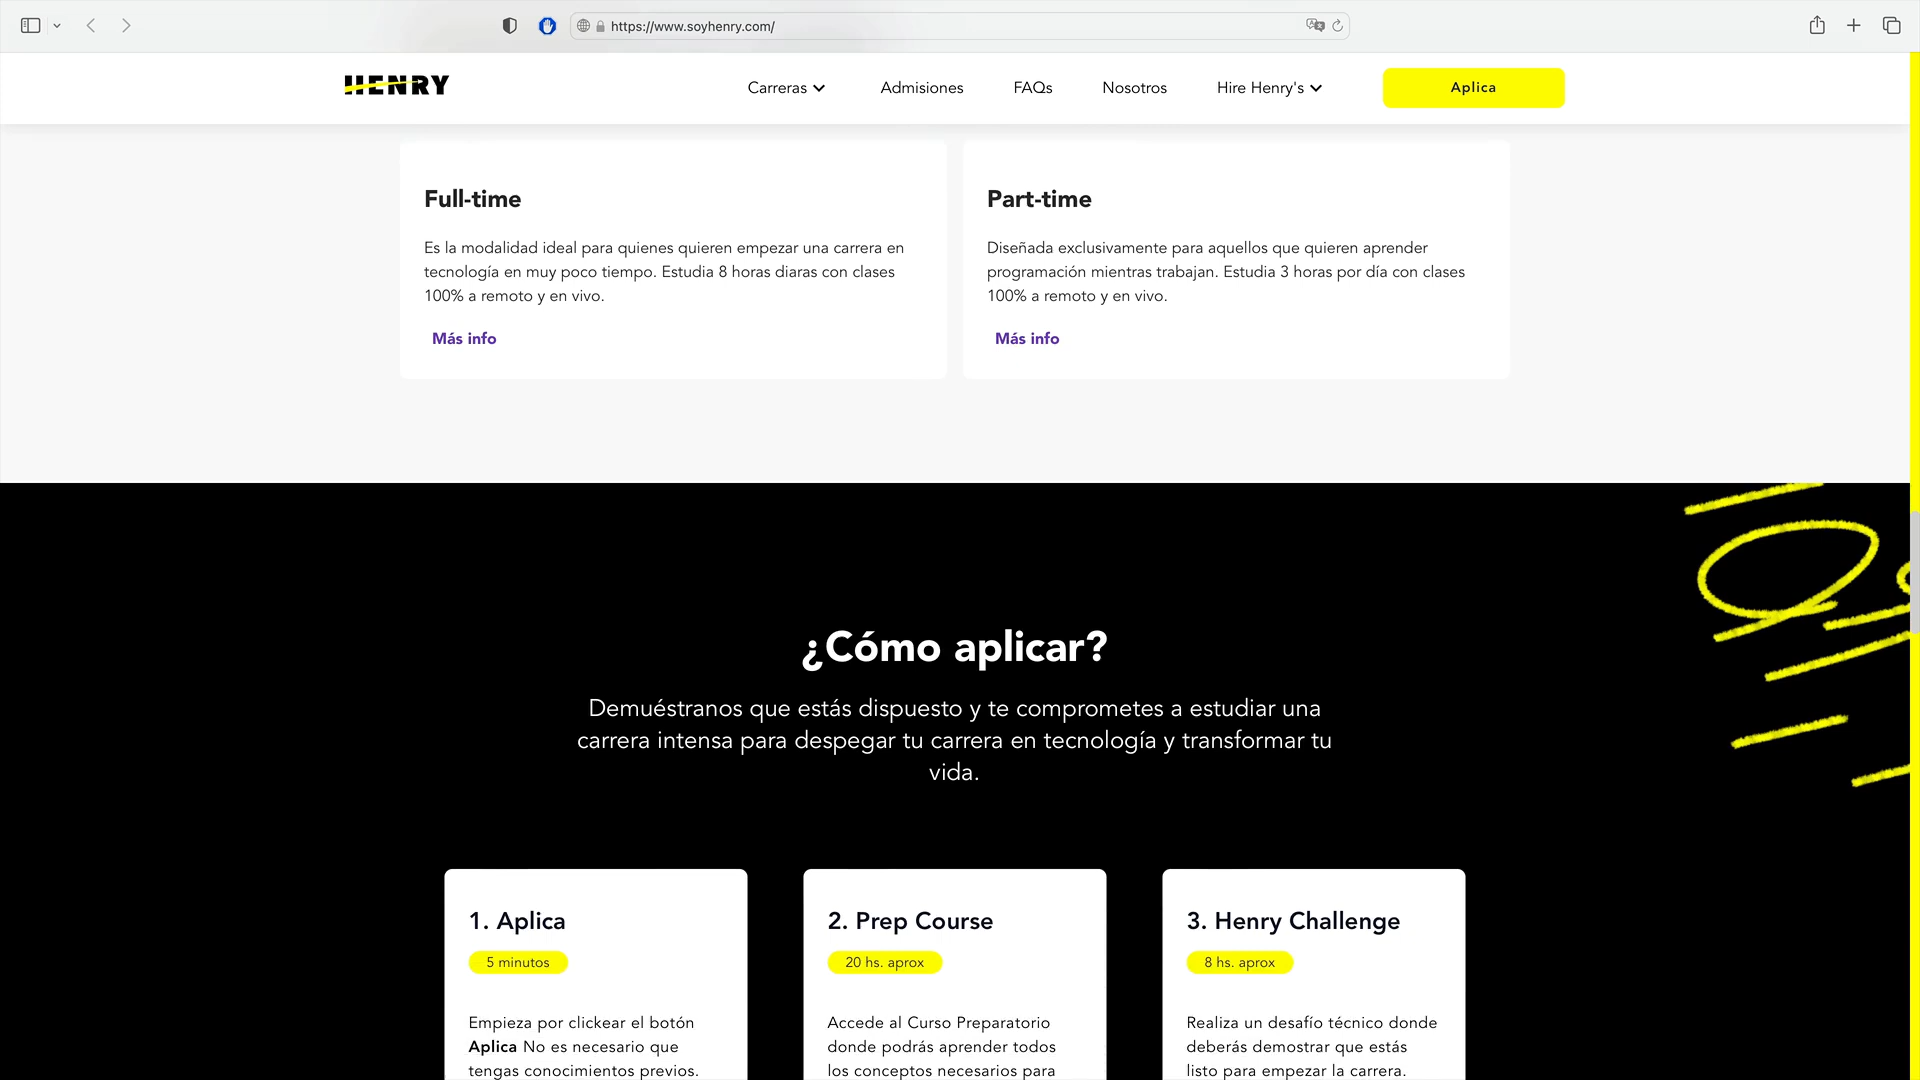 https://www.soyhenry.com/
HENRY
Carreras
Admisiones
FAQs
Nosotros
Hire Henry's
Aplica
Full-time
Es la modalidad ideal para quienes quieren empezar una carrera en
tecnología en muy poco tiempo. Estudia 8 horas diaras con clases
100% a remoto y en vivo.
Más info
Part-time
Diseñada exclusivamente para aquellos que quieren aprender
programación mientras trabajan. Estudia 3 horas por día con clases
100% a remoto y en vivo.
Más info
¿Cómo aplicar?
Demuéstranos que estás dispuesto y te comprometes a estudiar una
carrera intensa para despegar tu carrera en tecnología y transformar tu
vida.
1. Aplica
5 minutos
Empieza por clickear el botón
Aplica No es necesario que
tengas conocimientos previos.
2. Prep Course
20 hs. aprox
Accede al Curso Preparatorio
donde podrás aprender todos
los conceptos necesarios para
3. Henry Challenge
8 hs. aprox
Realiza un desafío técnico donde
deberás demostrar que estás
listo para empezar la carrera.